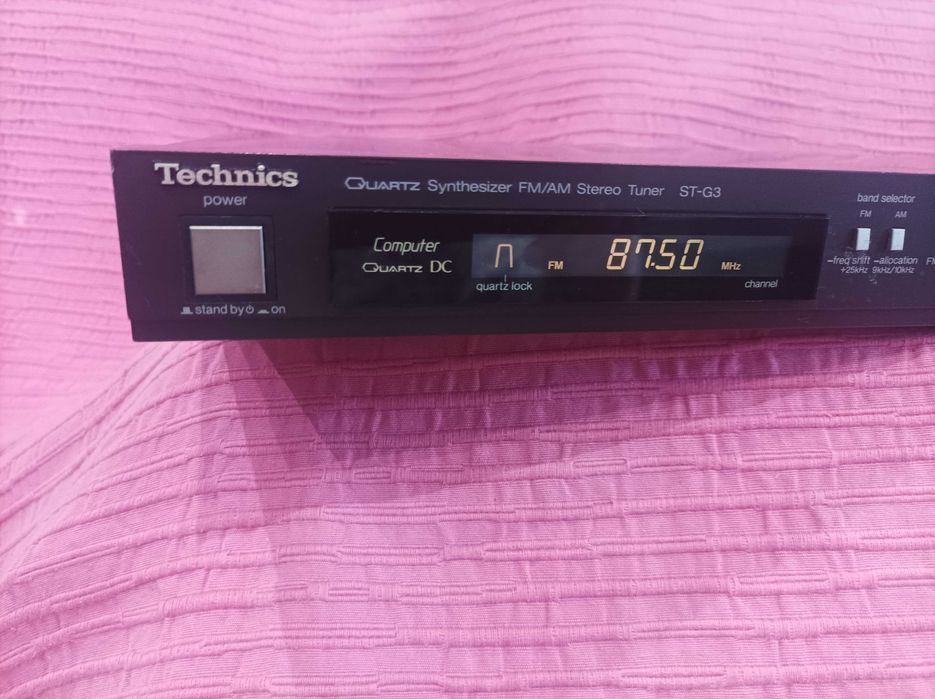 Technics
power
stand by ⏻ on
QUARTZ Synthesizer FM/AM Stereo Tuner ST-G3
Computer
QUARTZ DC
FM 87.50 MHz
quartz lock
channel
band selector
FM AM
–freq shift –allocation
+25kHz 9kHz/10kHz
FM